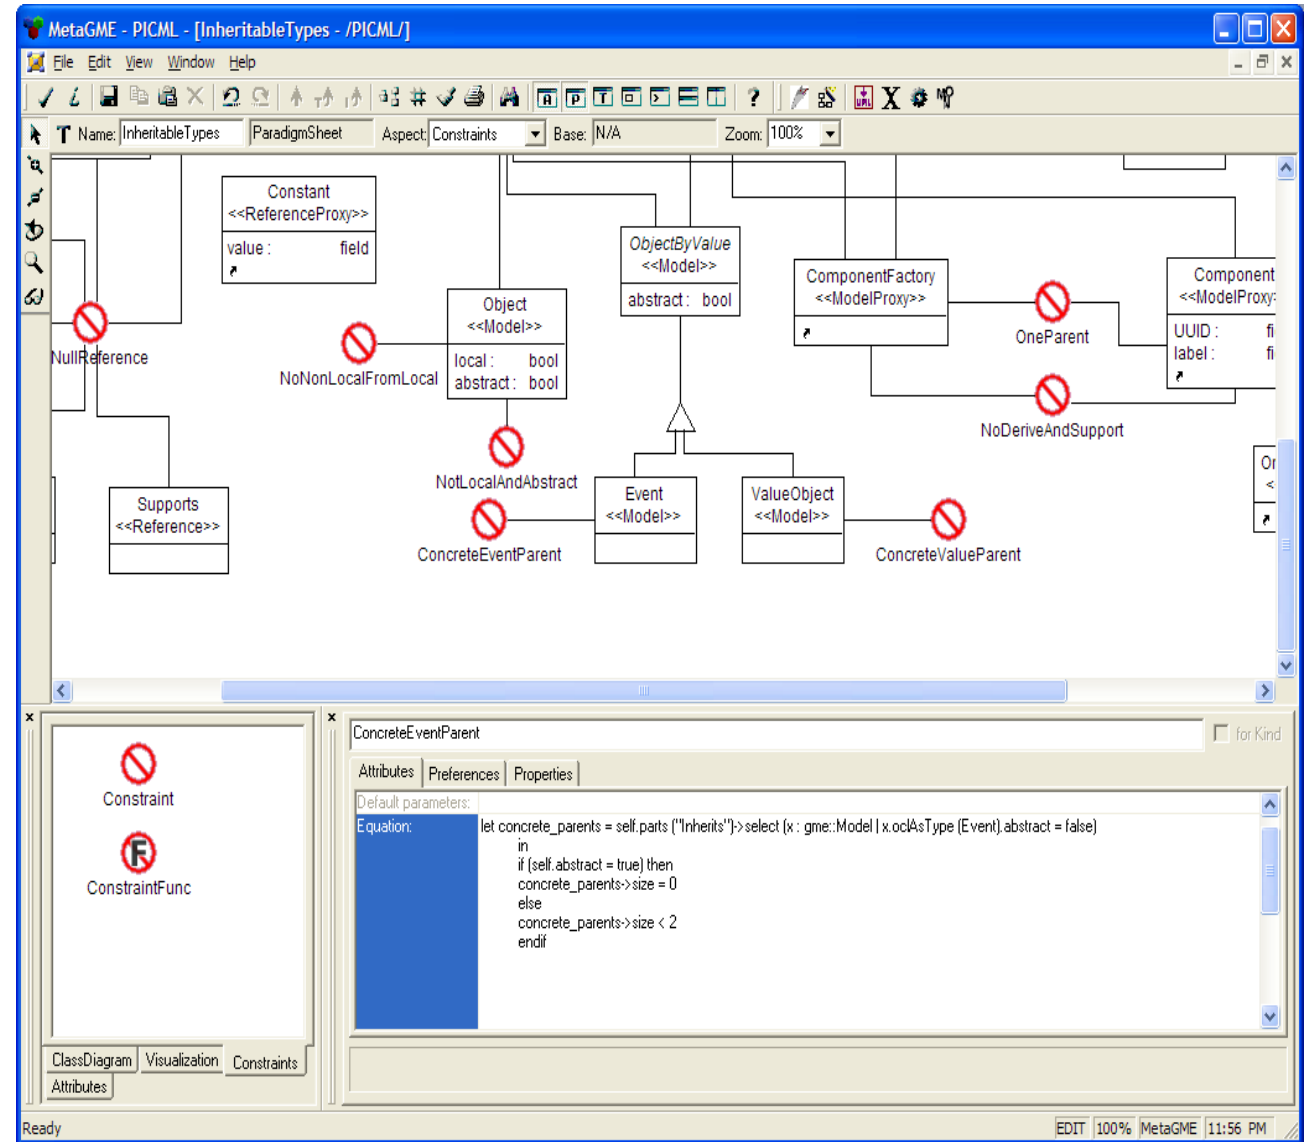 MetaGME - PICML - [InheritableTypes - /PICML/]
File Edit View Window Help
Name: InheritableTypes ParadigmSheet Aspect: Constraints Base: N/A Zoom: 100%
Constant
<<ReferenceProxy>>
value : field
Object
<<Model>>
local : bool
abstract : bool
ObjectByValue
<<Model>>
abstract : bool
ComponentFactory
<<ModelProxy>>
Component
<<ModelProxy>
UUID : fi
label : fi
OneParent
NullReference
NoNonLocalFromLocal
NoDeriveAndSupport
NotLocalAndAbstract
Supports
<<Reference>>
Event
<<Model>>
ValueObject
<<Model>>
Or
<
ConcreteEventParent
ConcreteValueParent
Constraint
ConstraintFunc
ClassDiagram Visualization Constraints
Attributes
ConcreteEventParent
for Kind
Attributes Preferences Properties
Default parameters:
Equation: let concrete_parents = self.parts ("Inherits")->select (x : gme::Model | x.oclAsType (Event).abstract = false)
in
if (self.abstract = true) then
concrete_parents->size = 0
else
concrete_parents->size < 2
endif
Ready EDIT 100% MetaGME 11:56 PM